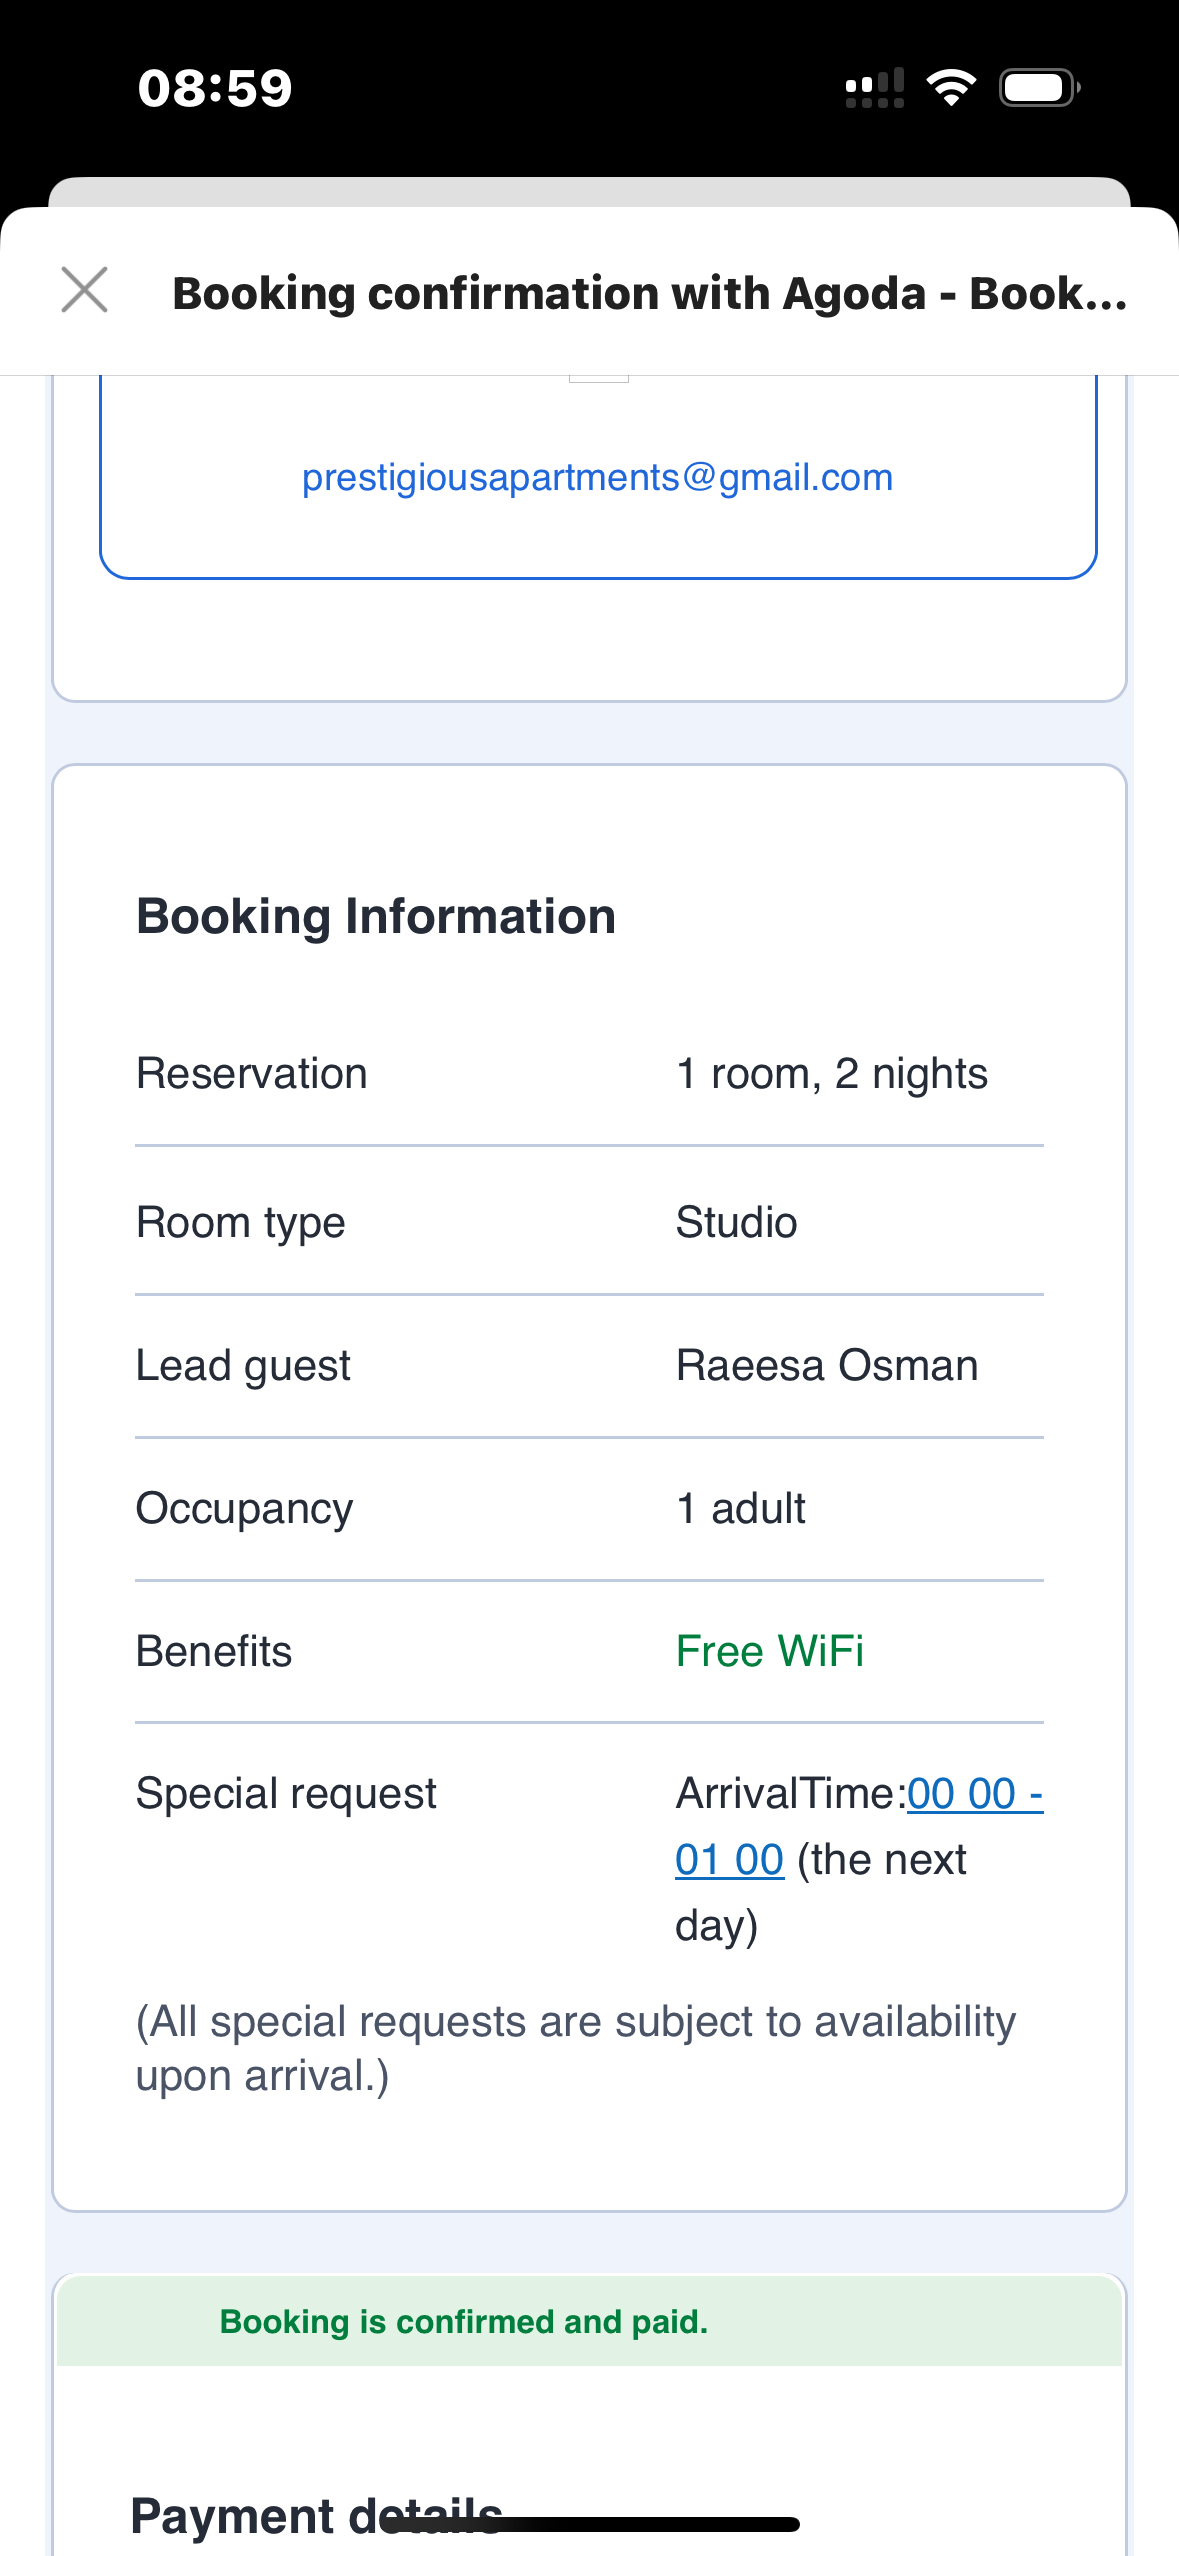 08:59
Booking confirmation with Agoda - Book...
prestigiousapartments@gmail.com
Booking Information
Reservation 1 room, 2 nights
Room type Studio
Lead guest Raeesa Osman
Occupancy 1 adult
Benefits Free WiFi
Special request ArrivalTime:00 00 -
01 00 (the next
day)
(All special requests are subject to availability
upon arrival.)
Booking is confirmed and paid.
Payment details